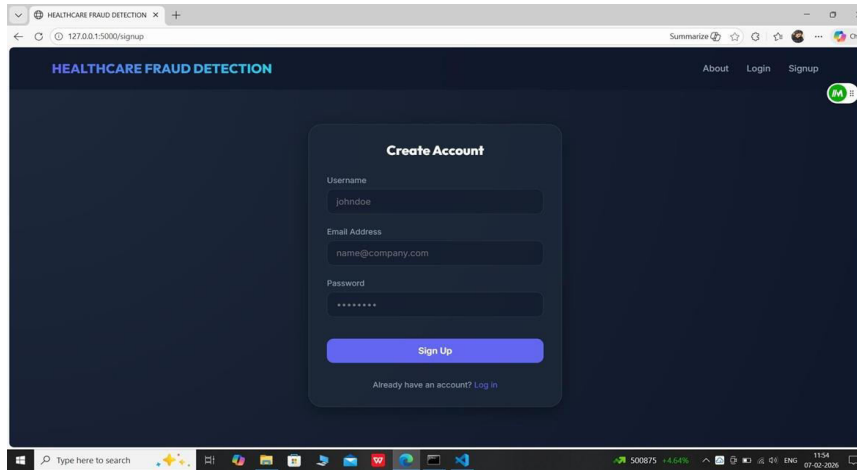 HEALTHCARE FRAUD DETECTION
127.0.0.1:5000/signup
Summarize
HEALTHCARE FRAUD DETECTION
About Login Signup
Create Account
Username
johndoe
Email Address
name@company.com
Password
Sign Up
Already have an account? Log in
Type here to search
500875 +4.64%
ENG
11:54
07-02-2026